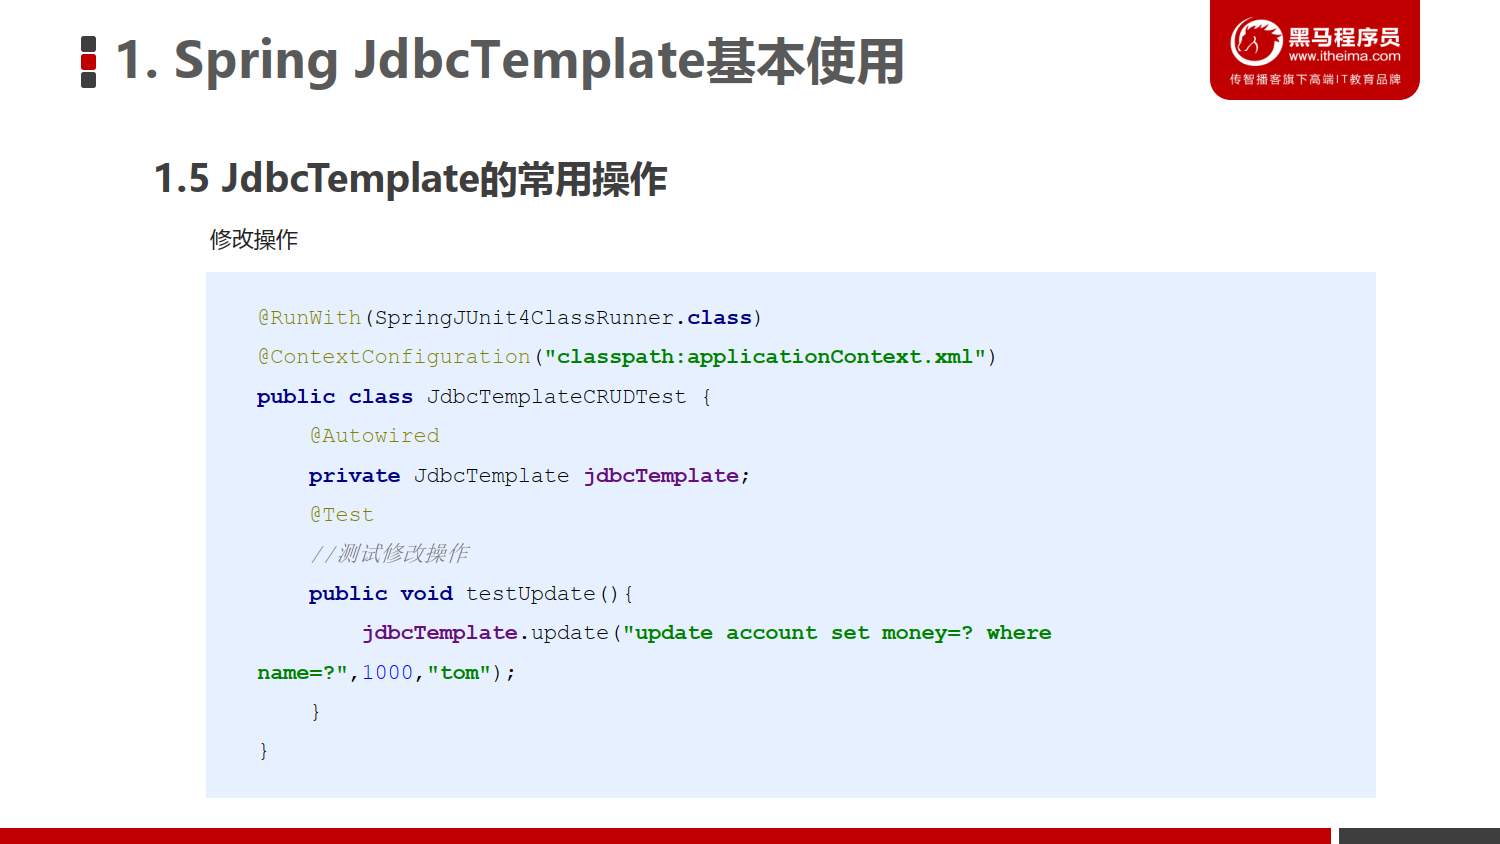 1. Spring JdbcTemplate基本使用
黑马程序员
www.itheima.com
传智播客旗下高端IT教育品牌
1.5 JdbcTemplate的常用操作
修改操作
@RunWith(SpringJUnit4ClassRunner.class)
@ContextConfiguration("classpath:applicationContext.xml")
public class JdbcTemplateCRUDTest {
    @Autowired
    private JdbcTemplate jdbcTemplate;
    @Test
    //测试修改操作
    public void testUpdate(){
        jdbcTemplate.update("update account set money=? where
name=?",1000,"tom");
    }
}